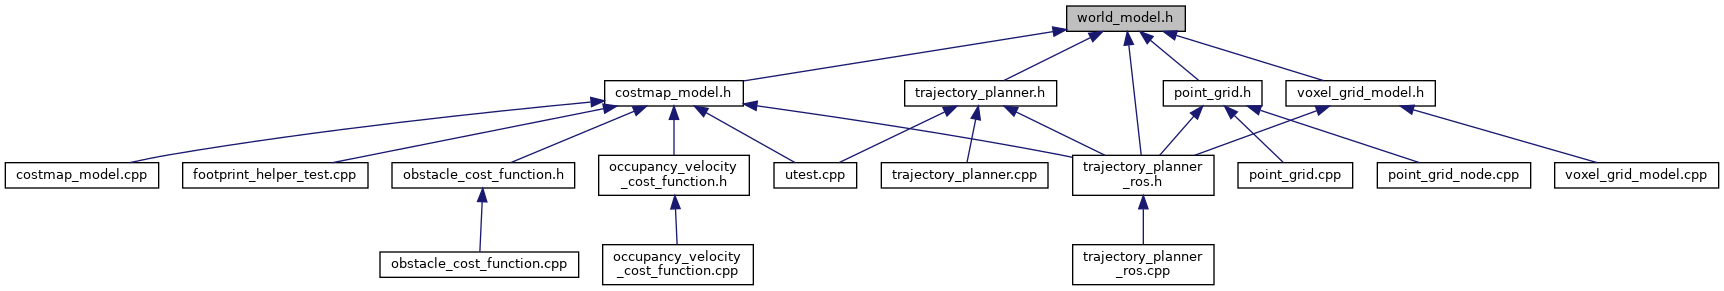 world_model.h
costmap_model.h
trajectory_planner.h
point_grid.h
voxel_grid_model.h
costmap_model.cpp
footprint_helper_test.cpp
obstacle_cost_function.h
occupancy_velocity
_cost_function.h
utest.cpp
trajectory_planner.cpp
trajectory_planner
_ros.h
point_grid.cpp
point_grid_node.cpp
voxel_grid_model.cpp
obstacle_cost_function.cpp
occupancy_velocity
_cost_function.cpp
trajectory_planner
_ros.cpp